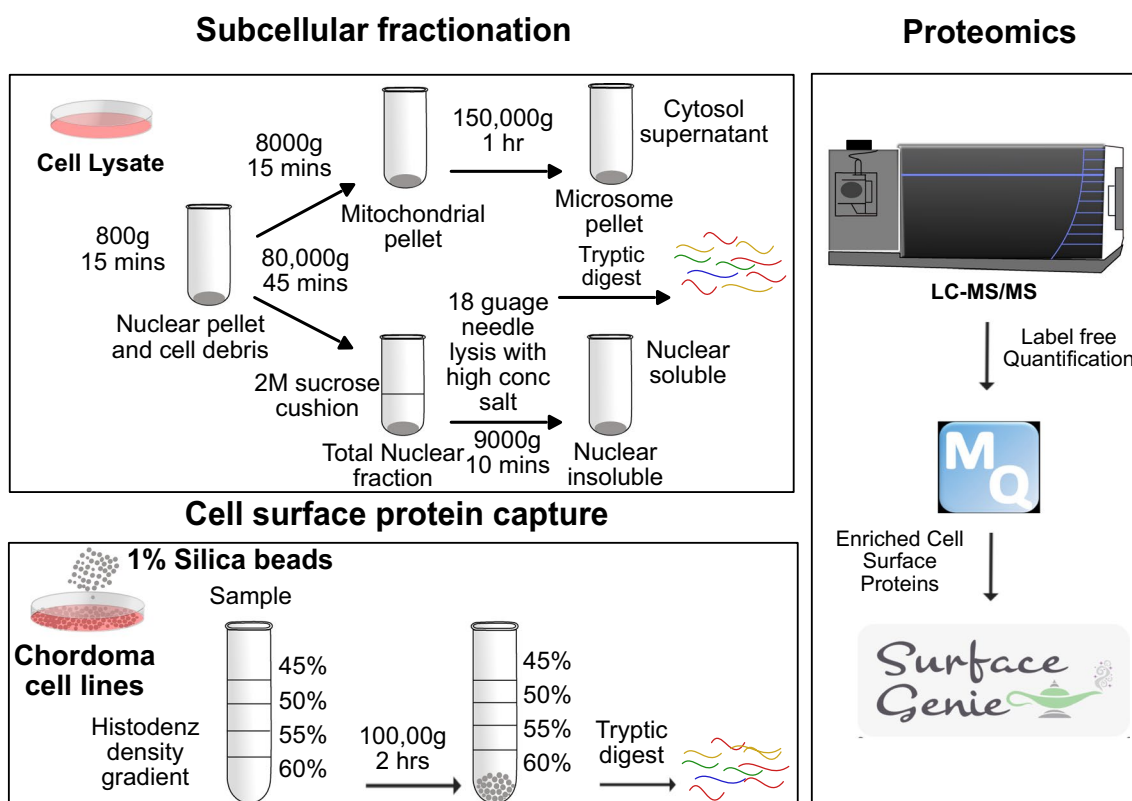 Subcellular fractionation
Cell Lysate
800g
15 mins
Nuclear pellet
and cell debris
8000g
15 mins
Mitochondrial
pellet
150,000g
1 hr
Cytosol
supernatant
Microsome
pellet
80,000g
45 mins
2M sucrose
cushion
Total Nuclear
fraction
18 guage
needle
lysis with
high conc
salt
9000g
10 mins
Nuclear
soluble
Nuclear
insoluble
Tryptic
digest
Cell surface protein capture
1% Silica beads
Chordoma
cell lines
Sample
Histodenz
density
gradient
45%
50%
55%
60%
100,00g
2 hrs
45%
50%
55%
60%
Tryptic
digest
Proteomics
LC-MS/MS
Label free
Quantification
M
Q
Enriched Cell
Surface
Proteins
Surface
Genie